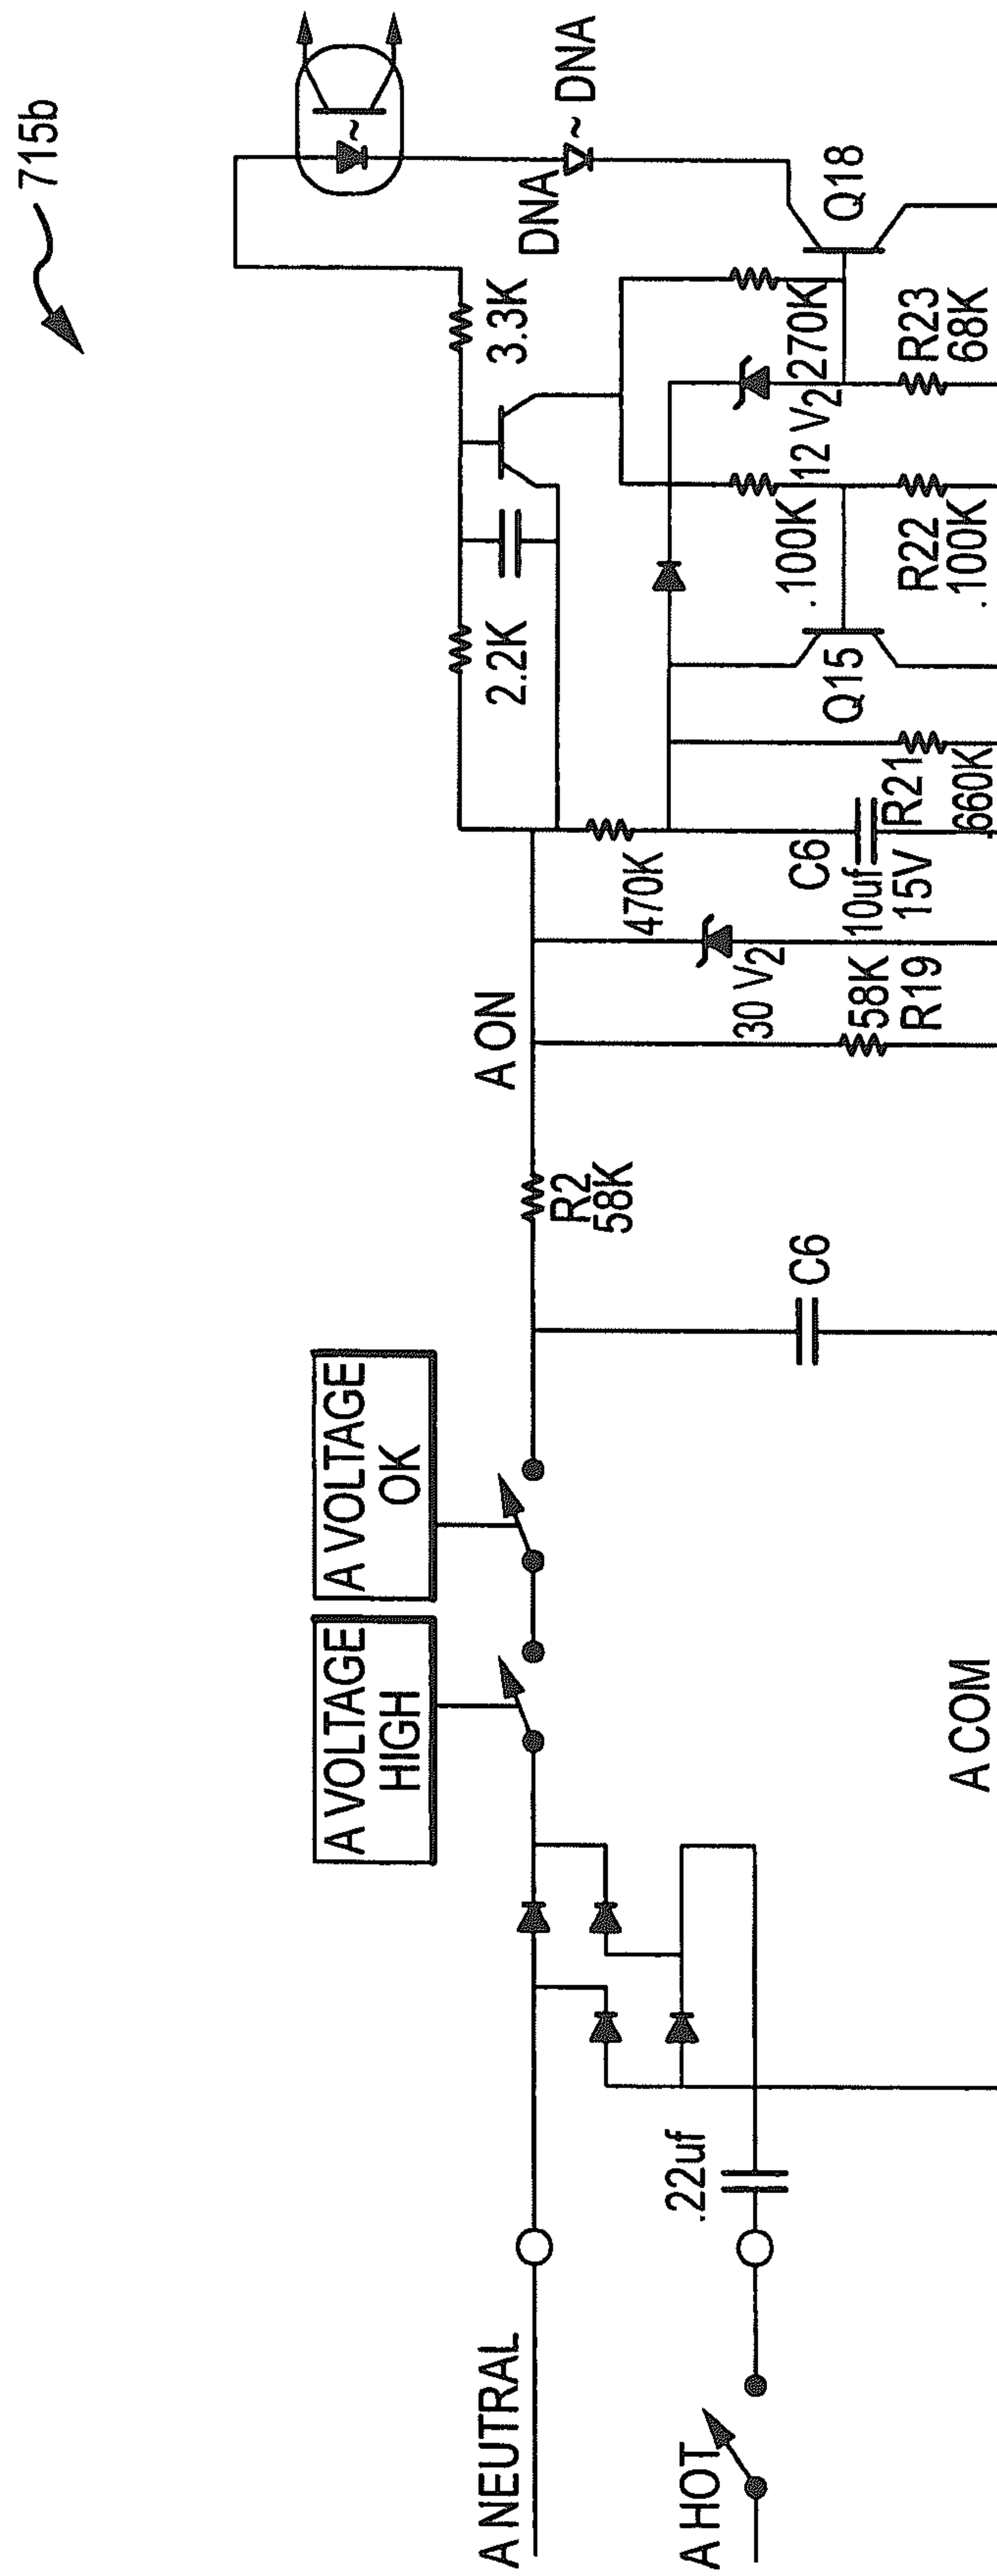 715b
A NEUTRAL
A HOT
.22uf
A VOLTAGE
HIGH
A VOLTAGE
OK
A COM
C6
R2
58K
A ON
58K
R19
30 V2
470K
C6
10uf
15V
R21
660K
2.2K
3.3K
Q15
.100K
R22
.100K
12 V2
270K
R23
68K
Q18
DNA
~ DNA
~